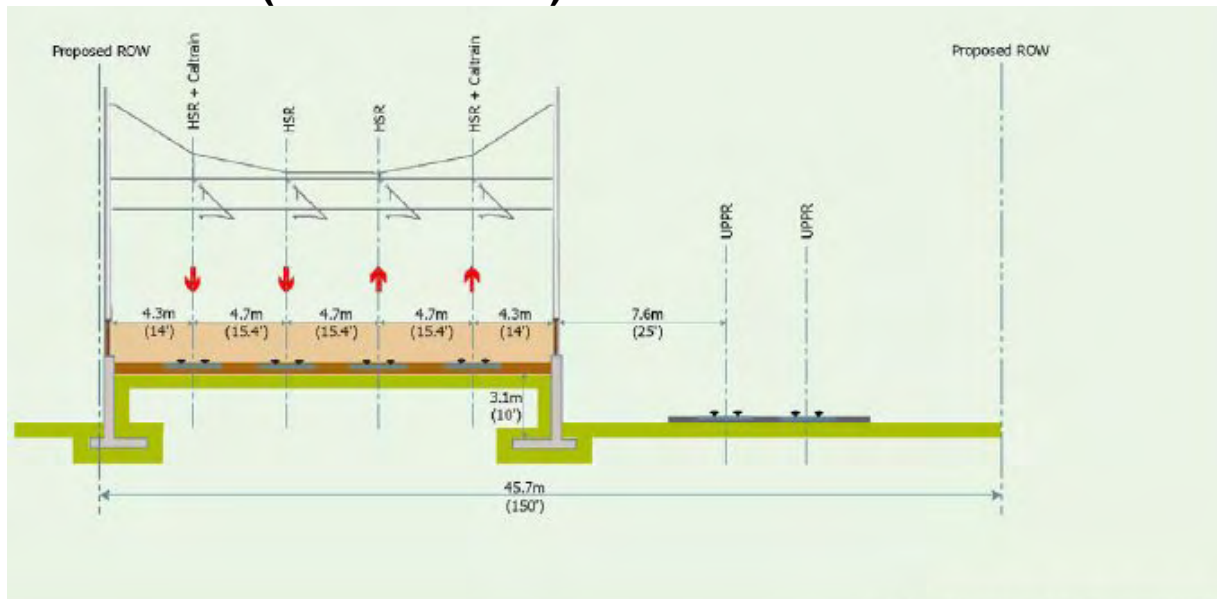 Proposed ROW
Proposed ROW
HSR + Caltrain
HSR
HSR
HSR + Caltrain
UPPR
UPPR
4.3m
(14')
4.7m
(15.4')
4.7m
(15.4')
4.7m
(15.4')
4.3m
(14')
7.6m
(25')
3.1m
(10')
45.7m
(150')